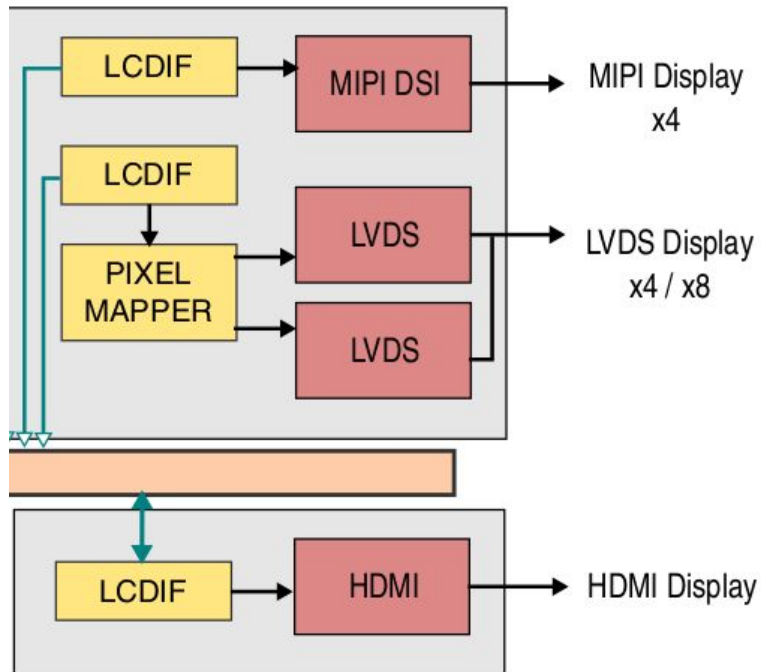 LCDIF
MIPI DSI
MIPI Display
x4
LCDIF
LVDS
LVDS Display
x4 / x8
PIXEL
MAPPER
LVDS
LCDIF
HDMI
HDMI Display